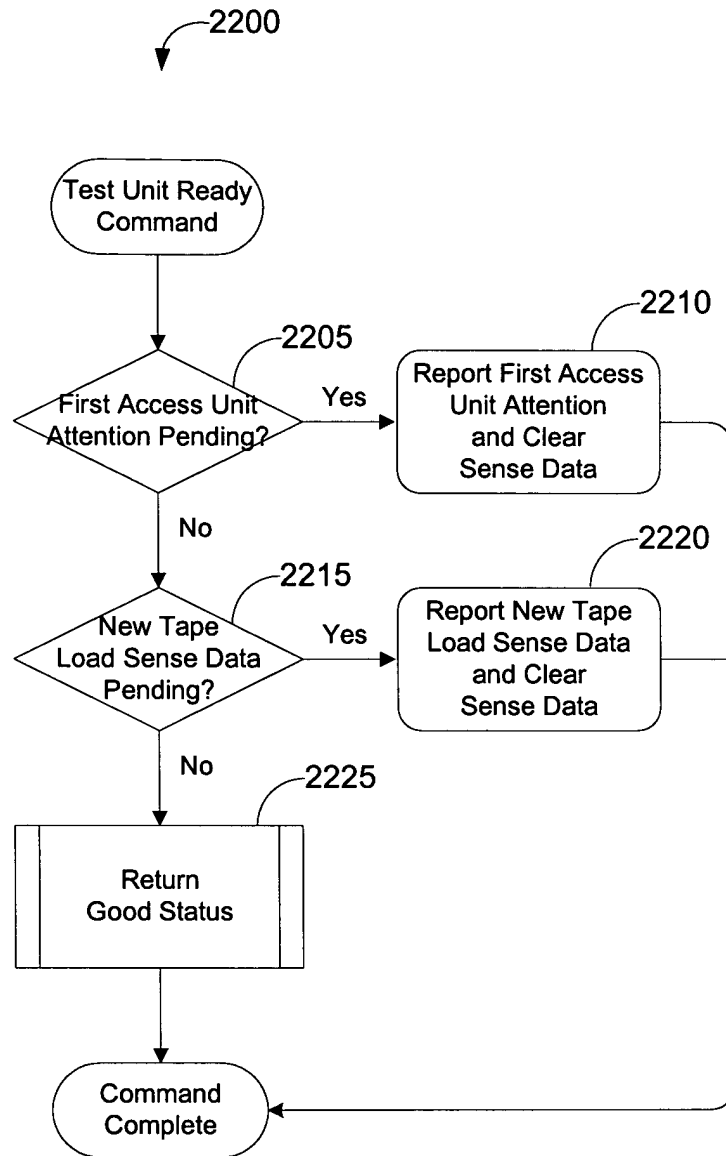 2200
Test Unit Ready
Command
2205
First Access Unit
Attention Pending?
Yes
2210
Report First Access
Unit Attention
and Clear
Sense Data
No
2215
New Tape
Load Sense Data
Pending?
Yes
2220
Report New Tape
Load Sense Data
and Clear
Sense Data
No
2225
Return
Good Status
Command
Complete